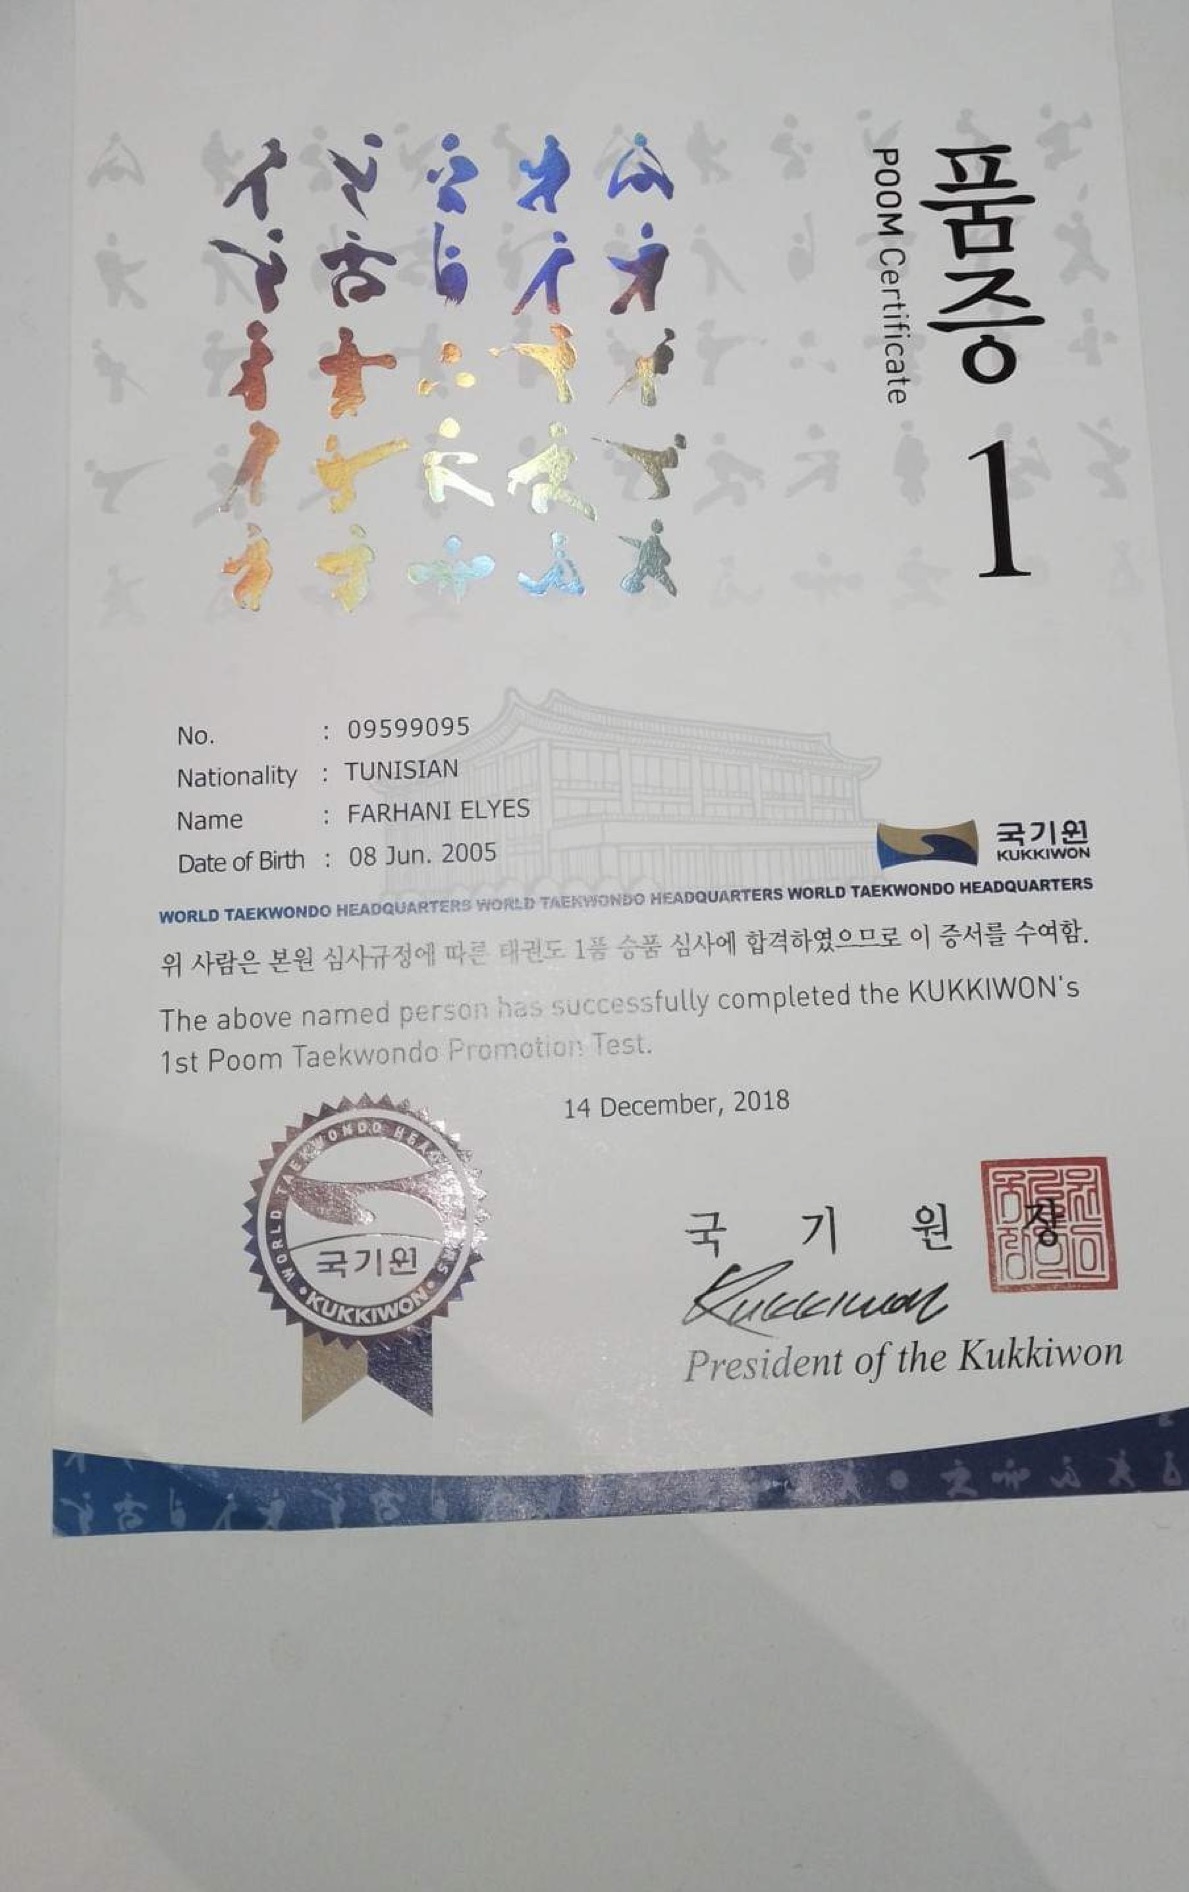 품증 1
POOM Certificate
No. : 09599095
Nationality : TUNISIAN
Name : FARHANI ELYES
Date of Birth : 08 Jun. 2005
국기원
KUKKIWON
WORLD TAEKWONDO HEADQUARTERS WORLD TAEKWONDO HEADQUARTERS WORLD TAEKWONDO HEADQUARTERS
위 사람은 본원 심사규정에 따른 태권도 1품 승품 심사에 합격하였으므로 이 증서를 수여함.
The above named person has successfully completed the KUKKIWON's
1st Poom Taekwondo Promotion Test.
14 December, 2018
WORLD TAEKWONDO HEADQUARTERS
국기원
• KUKKIWON •
국 기 원 장
Kukkiwon
President of the Kukkiwon